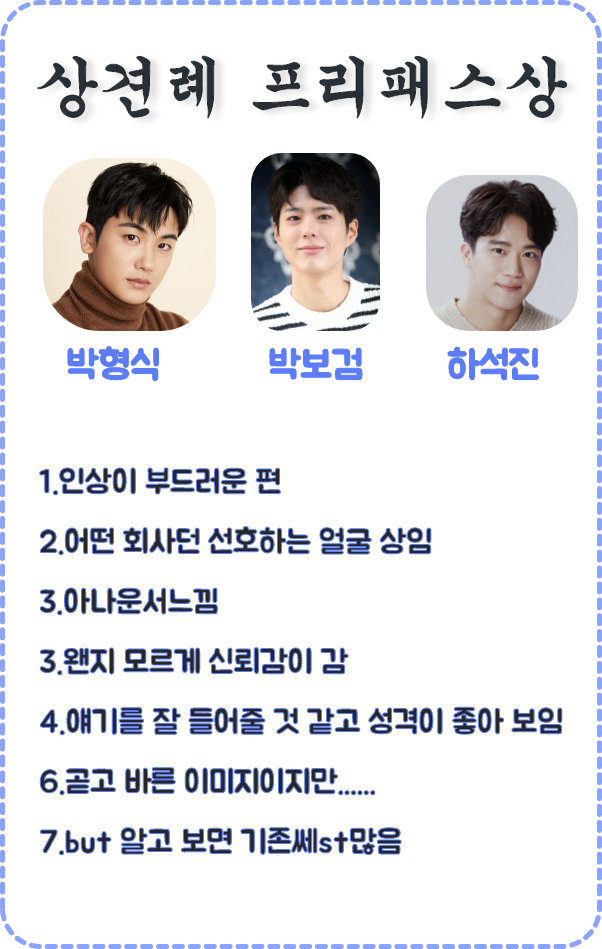 상견례 프리패스상
박형식 박보검 하석진
1.인상이 부드러운 편
2.어떤 회사던 선호하는 얼굴 상임
3.아나운서느낌
3.왠지 모르게 신뢰감이 감
4.얘기를 잘 들어줄 것 같고 성격이 좋아 보임
6.곧고 바른 이미지이지만......
7.but 알고 보면 기존쎄st많음